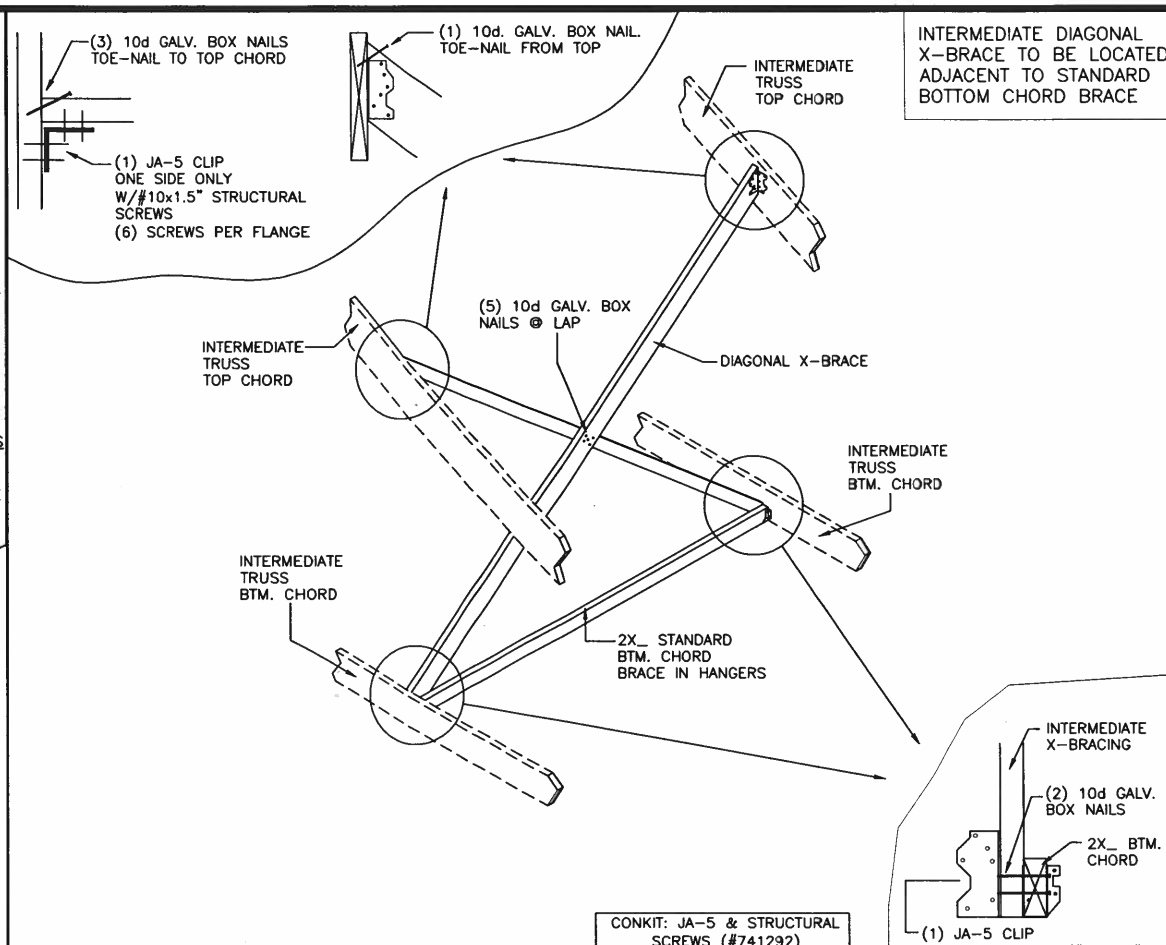 (3) 10d GALV. BOX NAILS
TOE-NAIL TO TOP CHORD
(1) 10d. GALV. BOX NAIL.
TOE-NAIL FROM TOP
INTERMEDIATE DIAGONAL
X-BRACE TO BE LOCATED
ADJACENT TO STANDARD
BOTTOM CHORD BRACE
INTERMEDIATE
TRUSS
TOP CHORD
(1) JA-5 CLIP
ONE SIDE ONLY
W/#10x1.5" STRUCTURAL
SCREWS
(6) SCREWS PER FLANGE
(5) 10d GALV. BOX
NAILS @ LAP
INTERMEDIATE
TRUSS
TOP CHORD
DIAGONAL X-BRACE
INTERMEDIATE
TRUSS
BTM. CHORD
INTERMEDIATE
TRUSS
BTM. CHORD
2X_ STANDARD
BTM. CHORD
BRACE IN HANGERS
INTERMEDIATE
X-BRACING
(2) 10d GALV.
BOX NAILS
2X_ BTM.
CHORD
(1) JA-5 CLIP
CONKIT: JA-5 & STRUCTURAL
SCREWS (#741292)